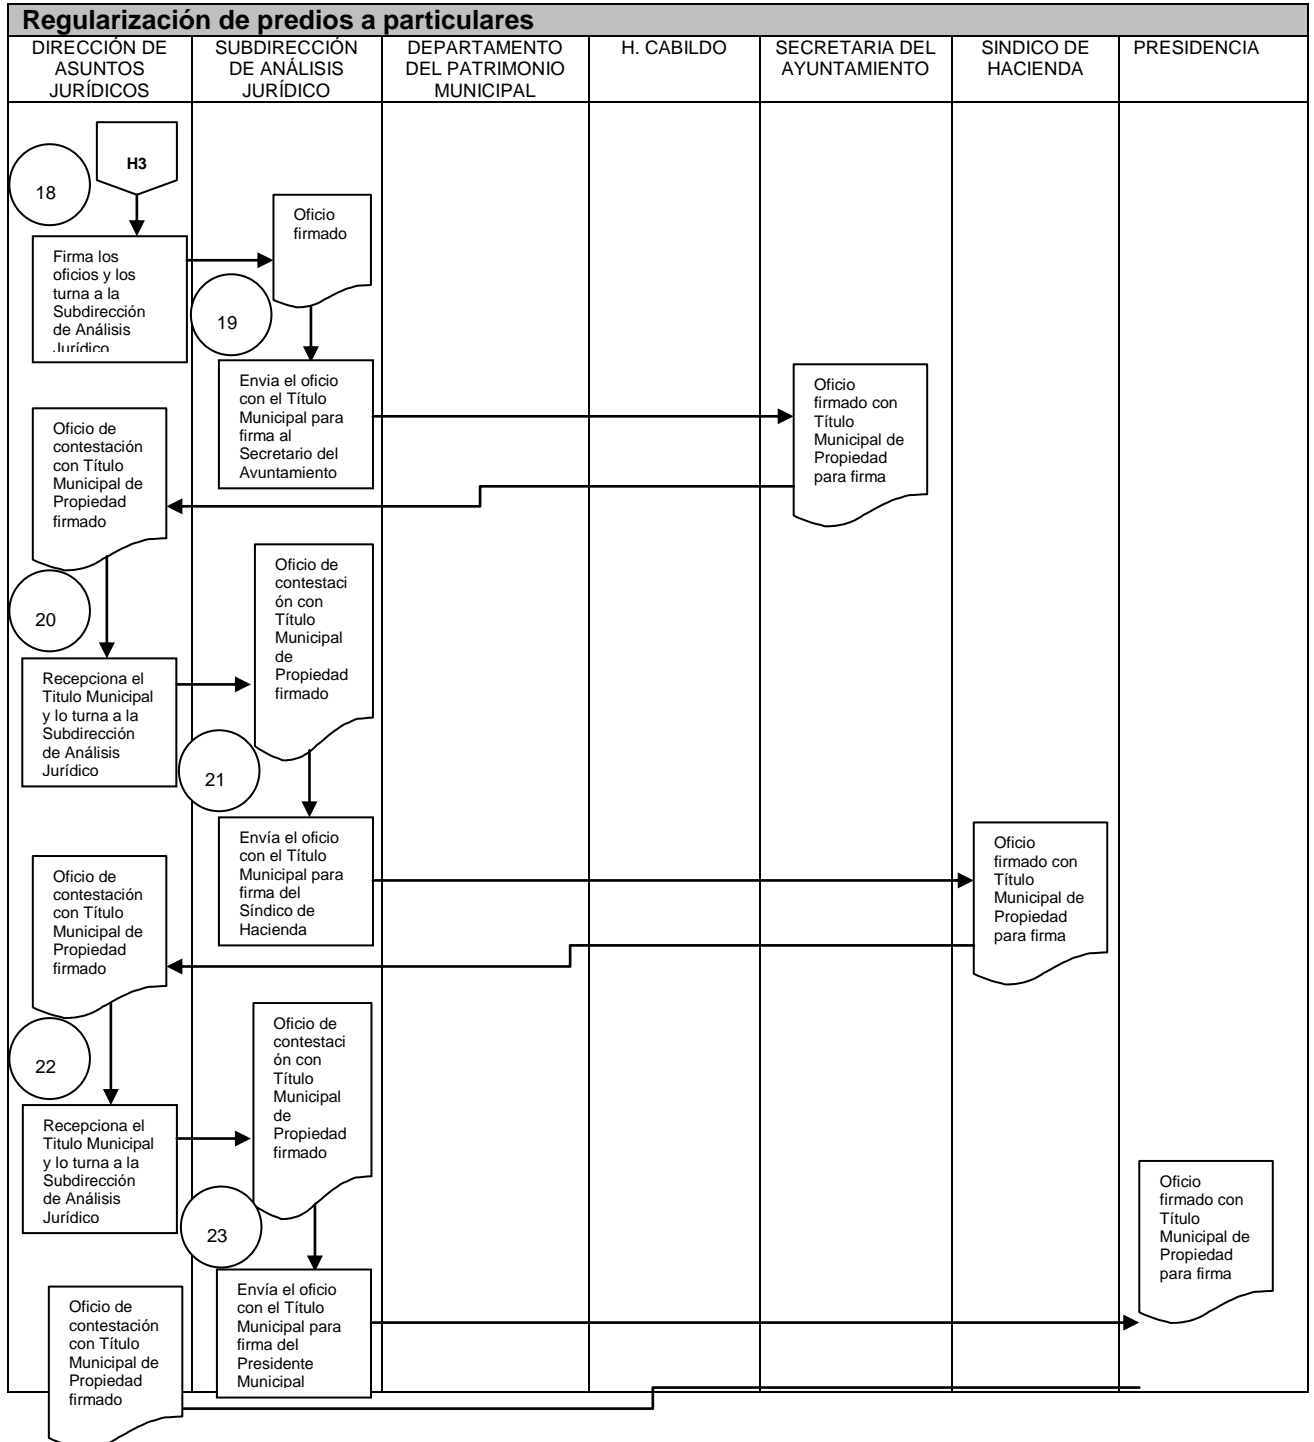 Regularización de predios a particulares
DIRECCIÓN DE
ASUNTOS
JURÍDICOS
SUBDIRECCIÓN
DE ANÁLISIS
JURÍDICO
DEPARTAMENTO
DEL PATRIMONIO
MUNICIPAL
H. CABILDO
SECRETARIA DEL
AYUNTAMIENTO
SINDICO DE
HACIENDA
PRESIDENCIA
H3
18
Firma los
oficios y los
turna a la
Subdirección
de Análisis
Jurídico
Oficio
firmado
19
Envia el oficio
con el Título
Municipal para
firma al
Secretario del
Ayuntamiento
Oficio
firmado con
Título
Municipal de
Propiedad
para firma
Oficio de
contestación
con Título
Municipal de
Propiedad
firmado
20
Recepciona el
Titulo Municipal
y lo turna a la
Subdirección
de Análisis
Jurídico
Oficio de
contestaci
ón con
Título
Municipal
de
Propiedad
firmado
21
Envía el oficio
con el Título
Municipal para
firma del
Síndico de
Hacienda
Oficio
firmado con
Título
Municipal de
Propiedad
para firma
Oficio de
contestación
con Título
Municipal de
Propiedad
firmado
22
Recepciona el
Titulo Municipal
y lo turna a la
Subdirección
de Análisis
Jurídico
Oficio de
contestaci
ón con
Título
Municipal
de
Propiedad
firmado
23
Envía el oficio
con el Título
Municipal para
firma del
Presidente
Municipal
Oficio
firmado con
Título
Municipal de
Propiedad
para firma
Oficio de
contestación
con Título
Municipal de
Propiedad
firmado